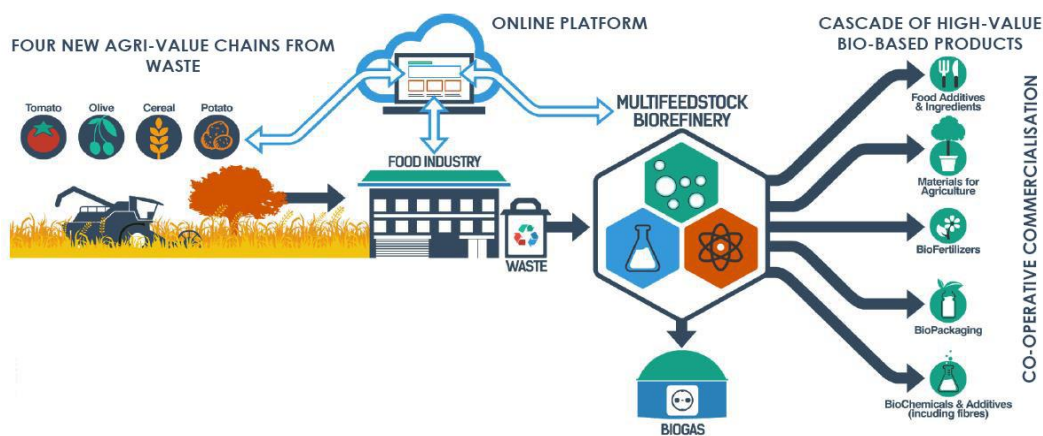 FOUR NEW AGRI-VALUE CHAINS FROM
WASTE
Tomato
Olive
Cereal
Potato
ONLINE PLATFORM
FOOD INDUSTRY
WASTE
MULTIFEEDSTOCK
BIOREFINERY
BIOGAS
CASCADE OF HIGH-VALUE
BIO-BASED PRODUCTS
Food Additives
& Ingredients
Materials for
Agriculture
BioFertilizers
BioPackaging
BioChemicals & Additives
(incuding fibres)
CO-OPERATIVE COMMERCIALISATION